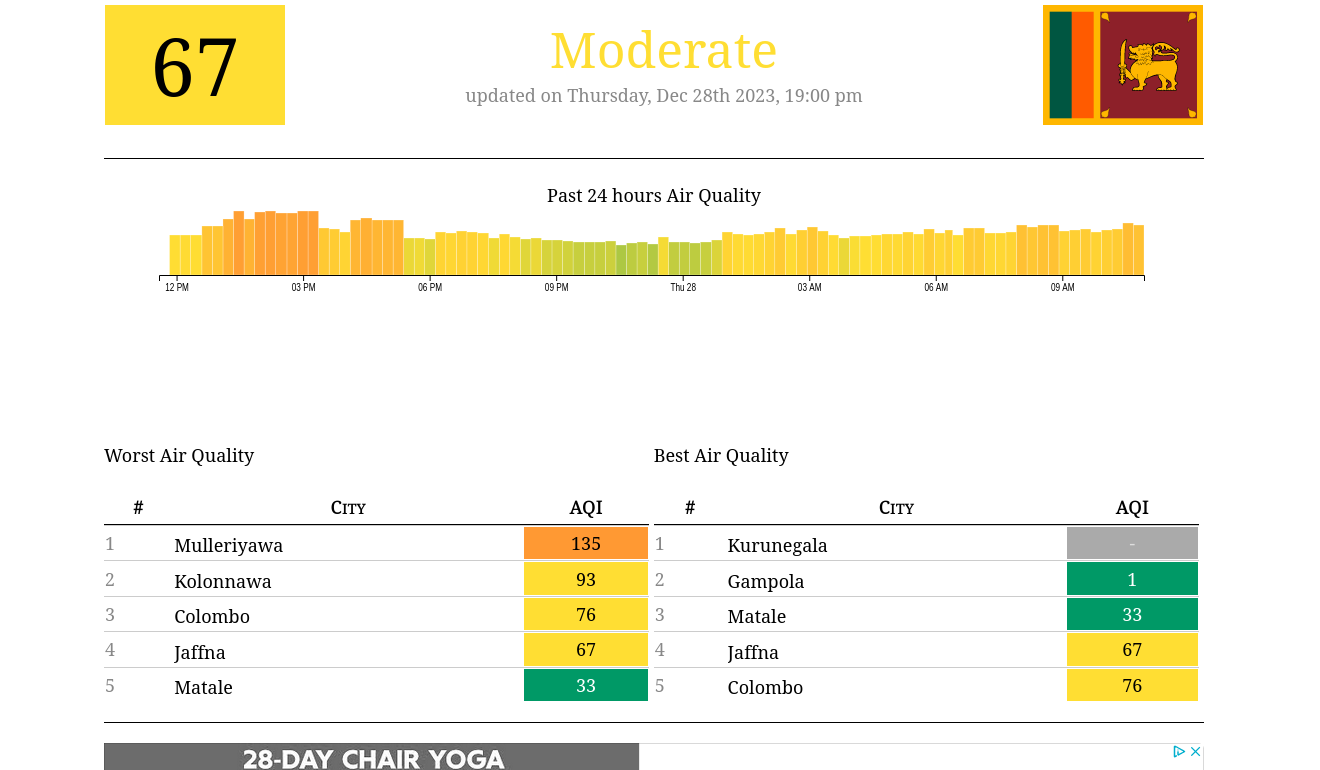 67
Moderate
updated on Thursday, Dec 28th 2023, 19:00 pm
Past 24 hours Air Quality
12 PM 03 PM 06 PM 09 PM Thu 28 03 AM 06 AM 09 AM
Worst Air Quality
# City AQI
1 Mulleriyawa 135
2 Kolonnawa 93
3 Colombo 76
4 Jaffna 67
5 Matale 33
Best Air Quality
# City AQI
1 Kurunegala -
2 Gampola 1
3 Matale 33
4 Jaffna 67
5 Colombo 76
28-DAY CHAIR YOGA